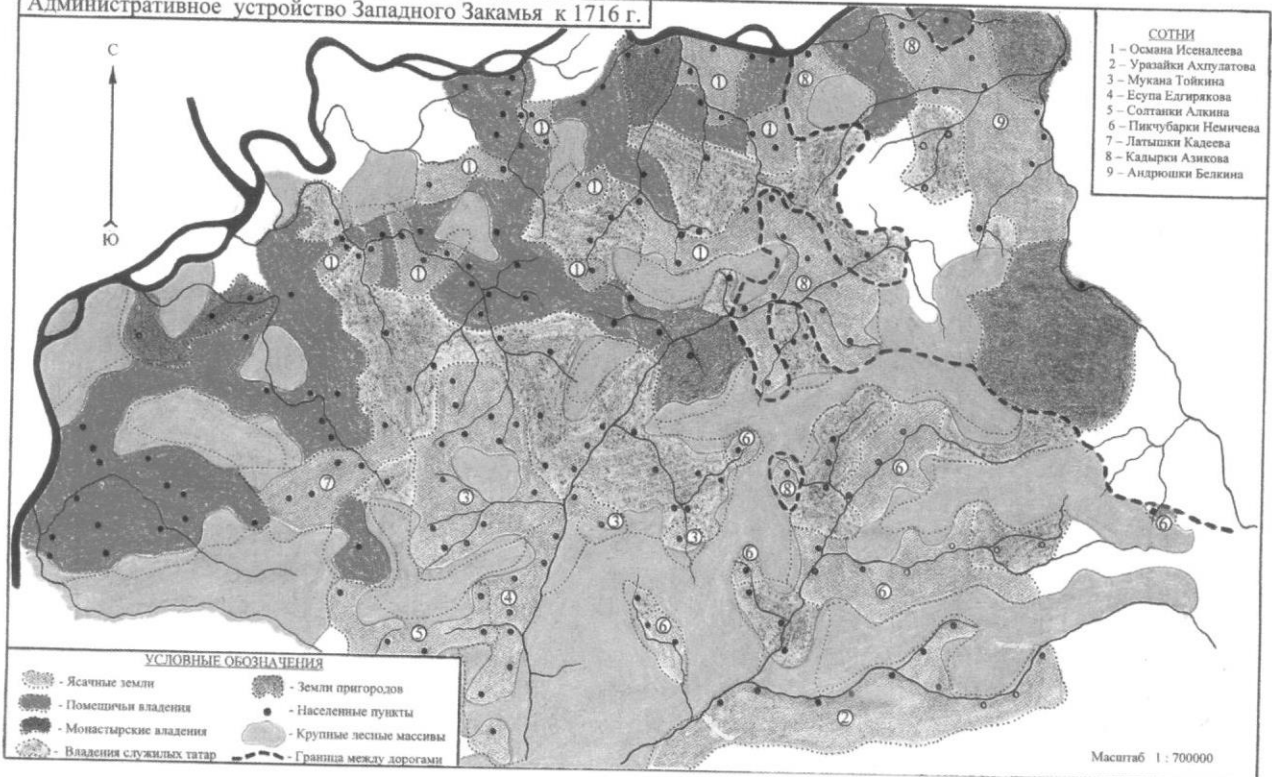 Административное устройство Западного Закамья к 1716 г.
С
Ю
СОТНИ
1 – Османа Исеналеева
2 – Уразайки Ахпулатова
3 – Мукана Тойкина
4 – Есупа Едгирякова
5 – Солтанки Алкина
6 – Пикчубарки Немичева
7 – Латышки Кадеева
8 – Кадырки Азикова
9 – Андрюшки Белкина
8
1
8
1
1
9
1
1
1
1
1
1
8
6
6
7
3
8
3
3
6
6
4
6
6
5
2
УСЛОВНЫЕ ОБОЗНАЧЕНИЯ
- Ясачные земли
- Помещичьи владения
- Монастырские владения
- Владения служилых татар
- Земли пригородов
- Населенные пункты
- Крупные лесные массивы
- Граница между дорогами
Масштаб 1 : 700000